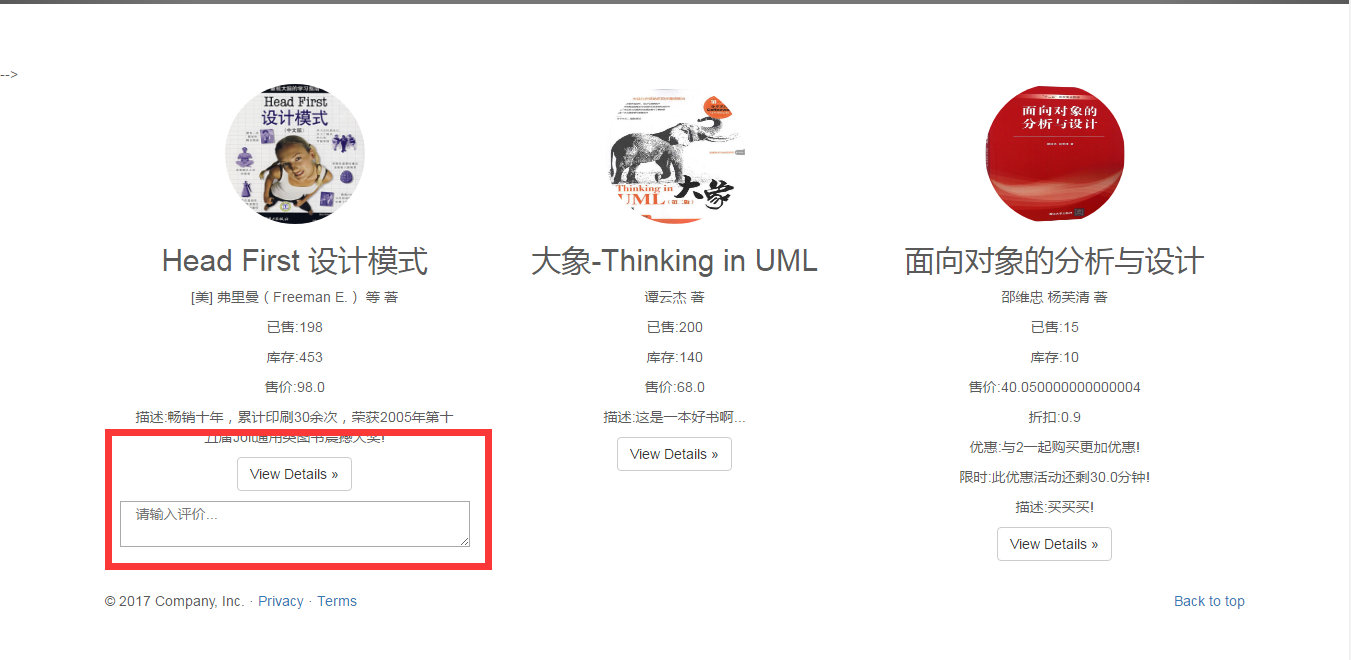 -->
Head First
设计模式
(中文版)
Thinking in
UML(第二版)
大象
面向对象的
分析与设计
Head First 设计模式
[美] 弗里曼（Freeman E.） 等 著
已售:198
库存:453
售价:98.0
描述:畅销十年，累计印刷30余次，荣获2005年第十
五届Jolt通用类图书震撼大奖!
View Details »
请输入评价...
大象-Thinking in UML
谭云杰 著
已售:200
库存:140
售价:68.0
描述:这是一本好书啊...
View Details »
面向对象的分析与设计
邵维忠 杨芙清 著
已售:15
库存:10
售价:40.050000000000004
折扣:0.9
优惠:与2一起购买更加优惠!
限时:此优惠活动还剩30.0分钟!
描述:买买买!
View Details »
© 2017 Company, Inc. · Privacy · Terms
Back to top